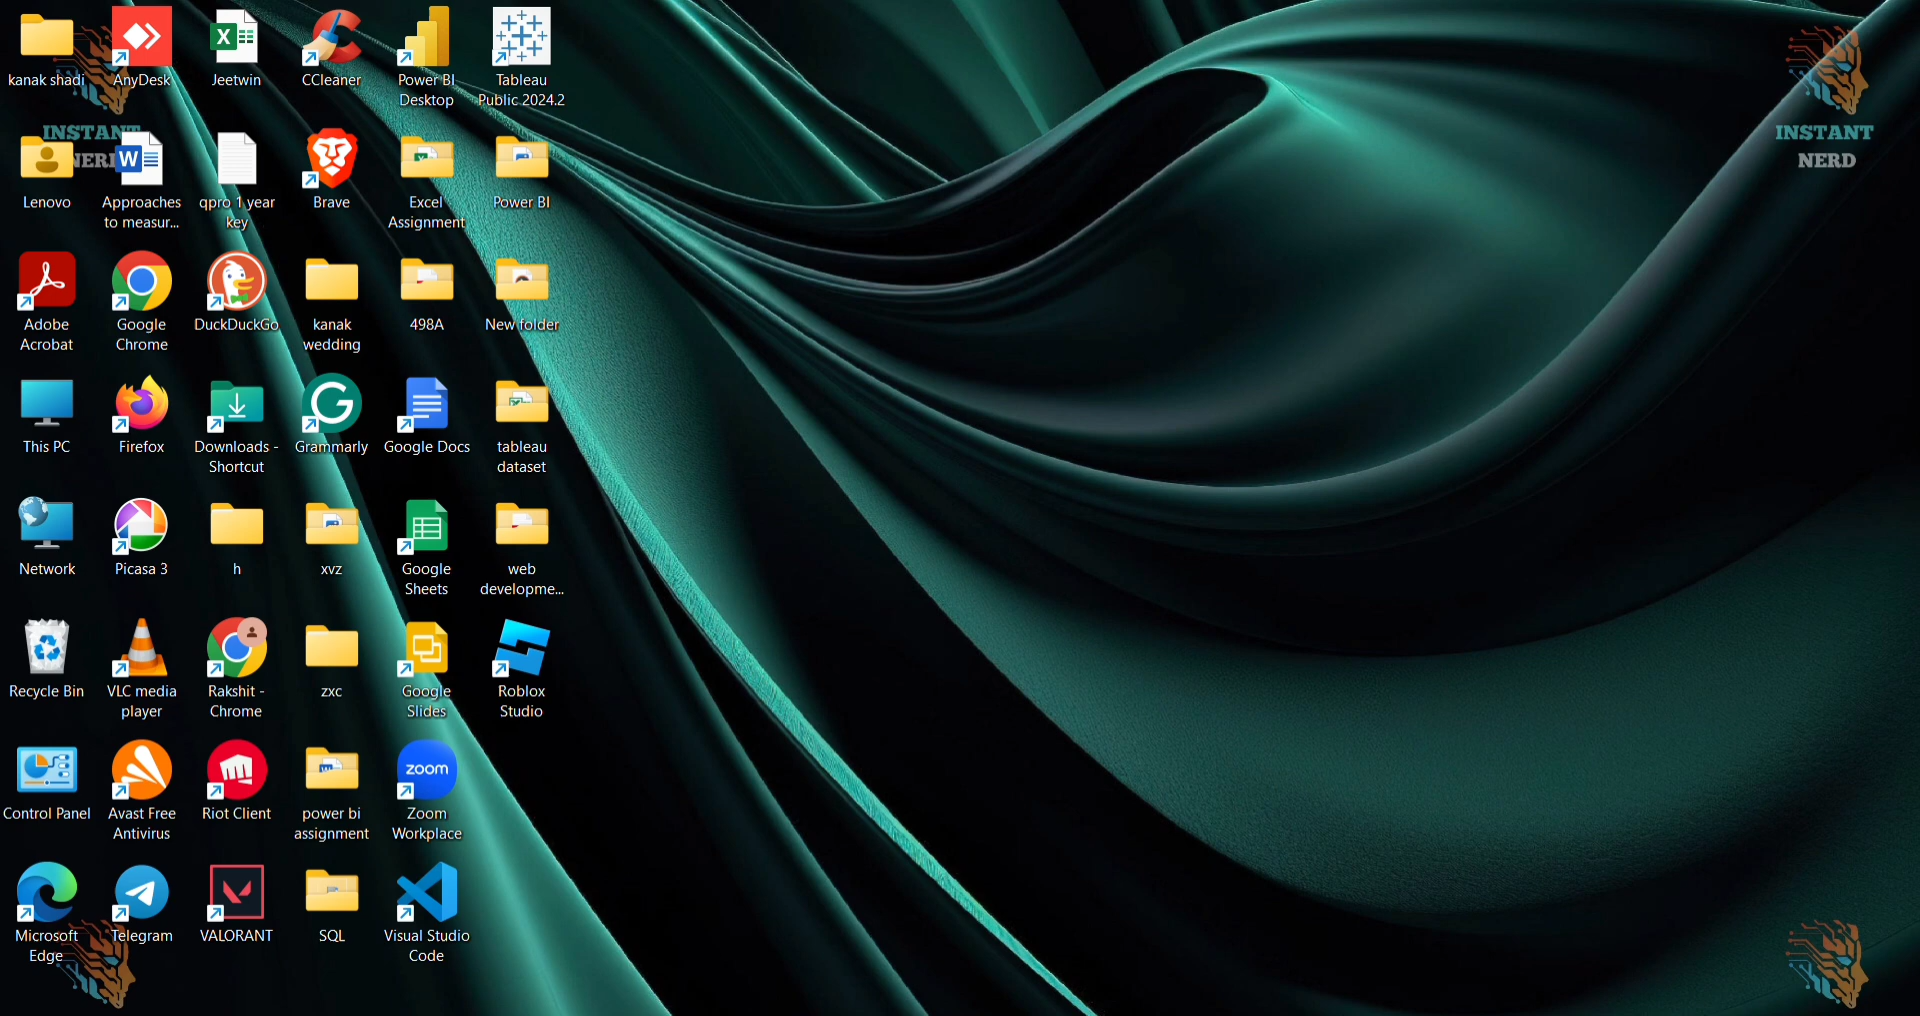 kanak shadi
AnyDesk
Jeetwin
CCleaner
Power BI
Desktop
Tableau
Public 2024.2
INSTANT
NERD
INSTANT
NERD
Lenovo
Approaches
to measur...
qpro 1 year
key
Brave
Excel
Assignment
Power BI
Adobe
Acrobat
Google
Chrome
DuckDuckGo
kanak
wedding
498A
New folder
This PC
Firefox
Downloads -
Shortcut
Grammarly
Google Docs
tableau
dataset
Network
Picasa 3
h
xvz
Google
Sheets
web
developme...
Recycle Bin
VLC media
player
Rakshit -
Chrome
zxc
Google
Slides
Roblox
Studio
Control Panel
Avast Free
Antivirus
Riot Client
power bi
assignment
zoom
Zoom
Workplace
Microsoft
Edge
Telegram
VALORANT
SQL
Visual Studio
Code